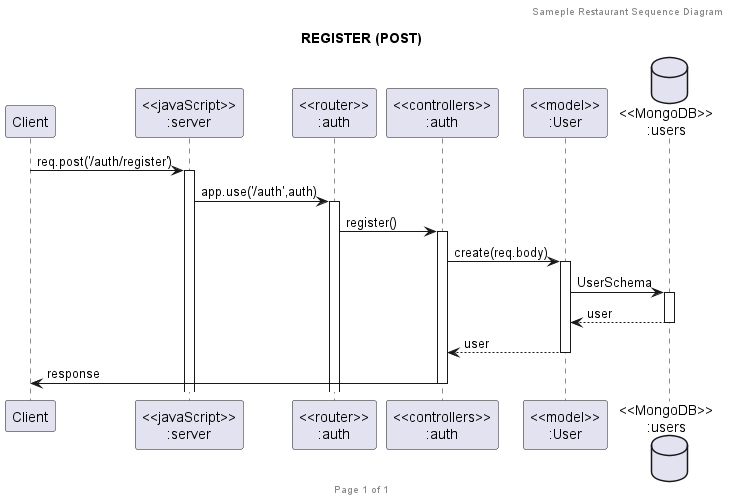 Sameple Restaurant Sequence Diagram
REGISTER (POST)
Client
<<javaScript>>
:server
<<router>>
:auth
<<controllers>>
:auth
<<model>>
:User
<<MongoDB>>
:users
req.post('/auth/register')
app.use('/auth',auth)
register()
create(req.body)
UserSchema
user
user
response
Client
<<javaScript>>
:server
<<router>>
:auth
<<controllers>>
:auth
<<model>>
:User
<<MongoDB>>
:users
Page 1 of 1